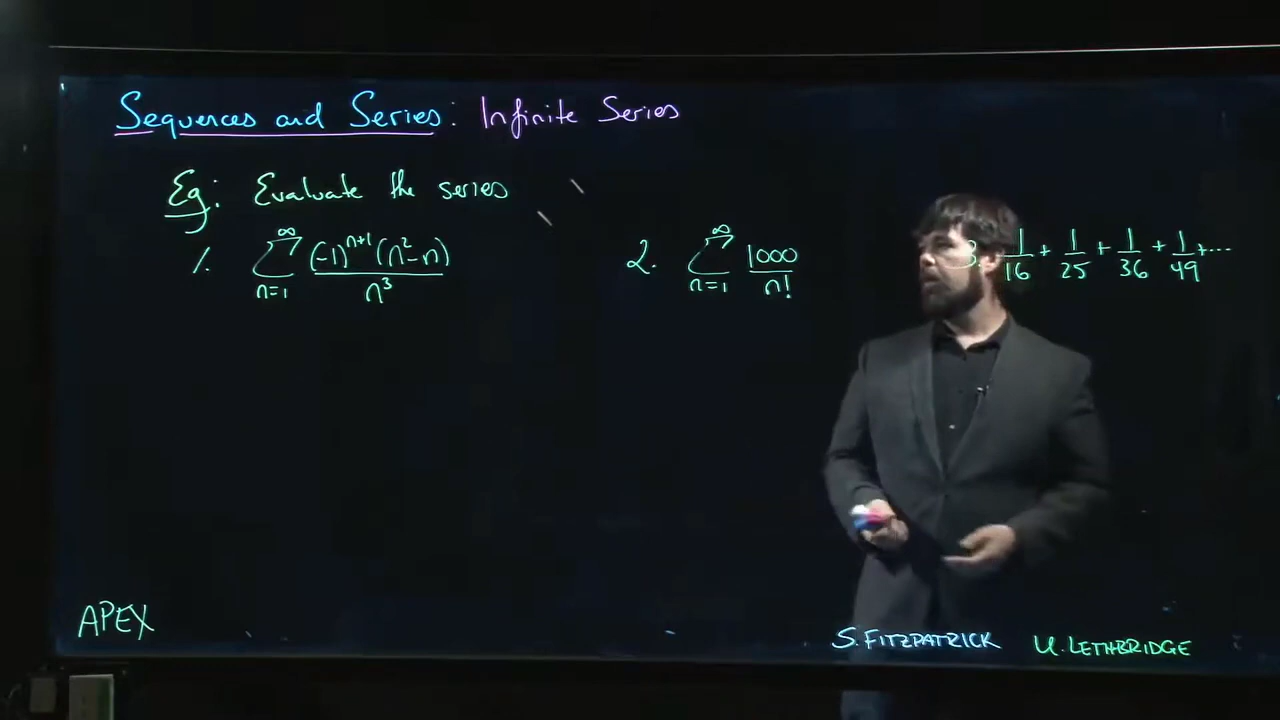 Sequences and Series: Infinite Series
Eg: Evaluate the series
1. ∑_{n=1}^{∞} (-1)^{n+1}(n²-n)/n³
2. ∑_{n=1}^{∞} 1000/n!
3. 1/16 + 1/25 + 1/36 + 1/49 + ...
APEX
S. FITZPATRICK U. LETHBRIDGE